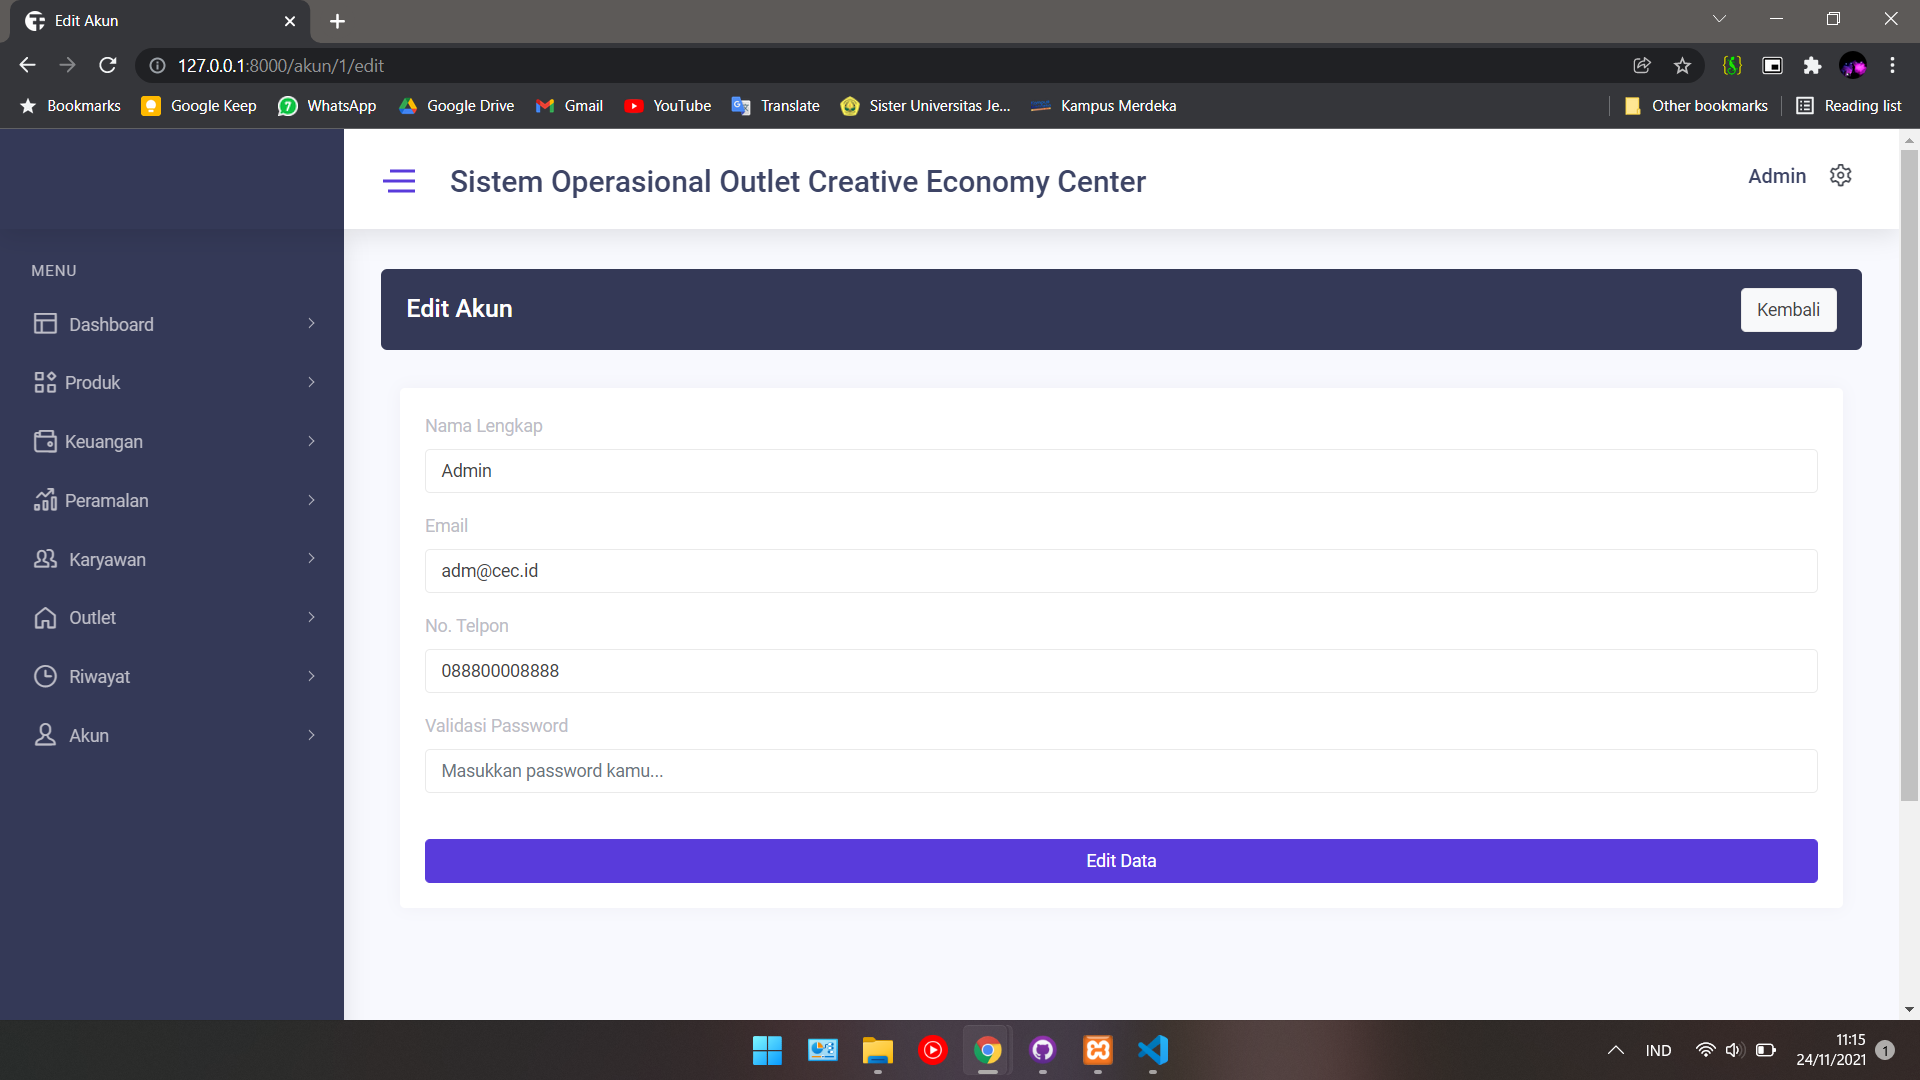 Edit Akun
127.0.0.1:8000/akun/1/edit
Bookmarks Google Keep WhatsApp Google Drive Gmail YouTube Translate Sister Universitas Je... Kampus Merdeka Other bookmarks Reading list
Sistem Operasional Outlet Creative Economy Center
Admin
MENU
Dashboard
Produk
Keuangan
Peramalan
Karyawan
Outlet
Riwayat
Akun
Edit Akun
Kembali
Nama Lengkap
Admin
Email
adm@cec.id
No. Telpon
088800008888
Validasi Password
Masukkan password kamu...
Edit Data
IND
11:15
24/11/2021
1